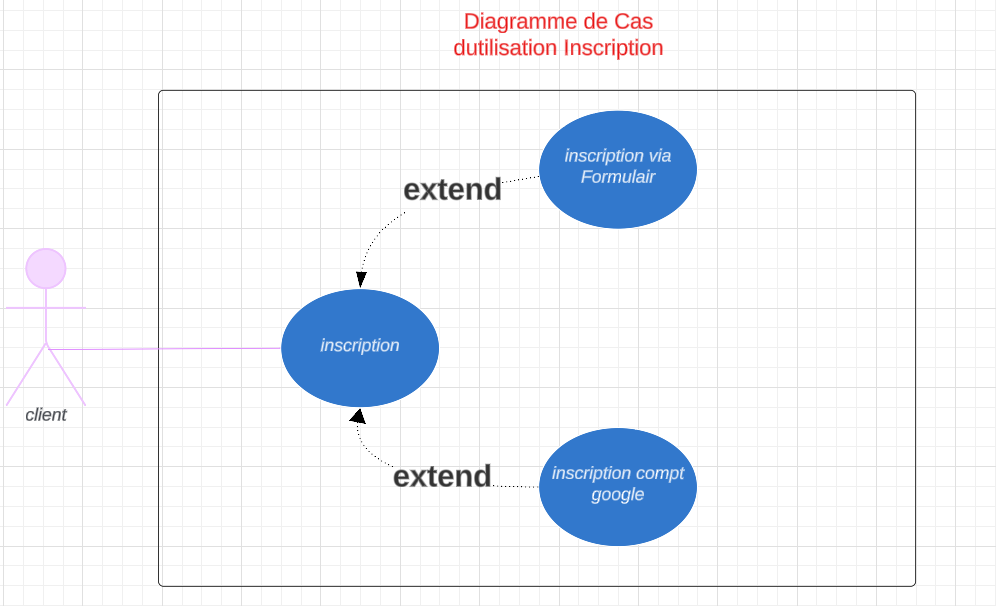 Diagramme de Cas
dutilisation Inscription
inscription via
Formulair
extend
inscription
client
extend
inscription compt
google